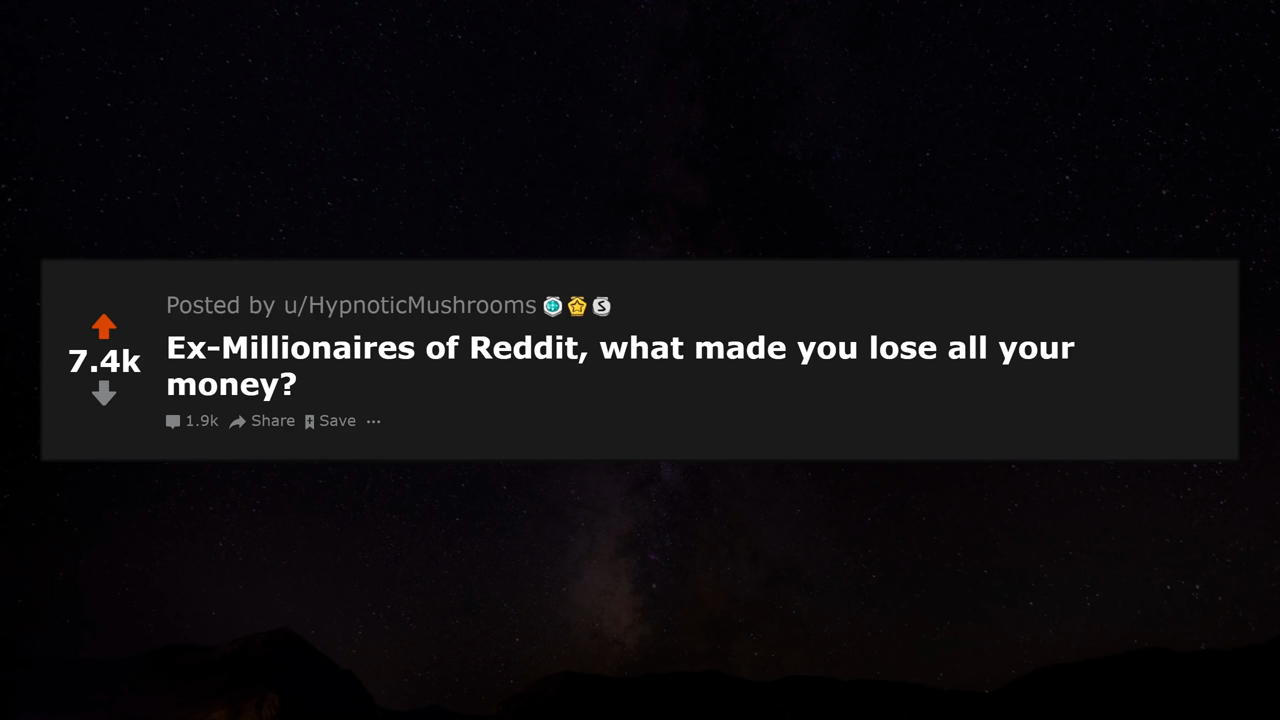 Posted by u/HypnoticMushrooms
Ex-Millionaires of Reddit, what made you lose all your
money?
7.4k
1.9k Share Save ...